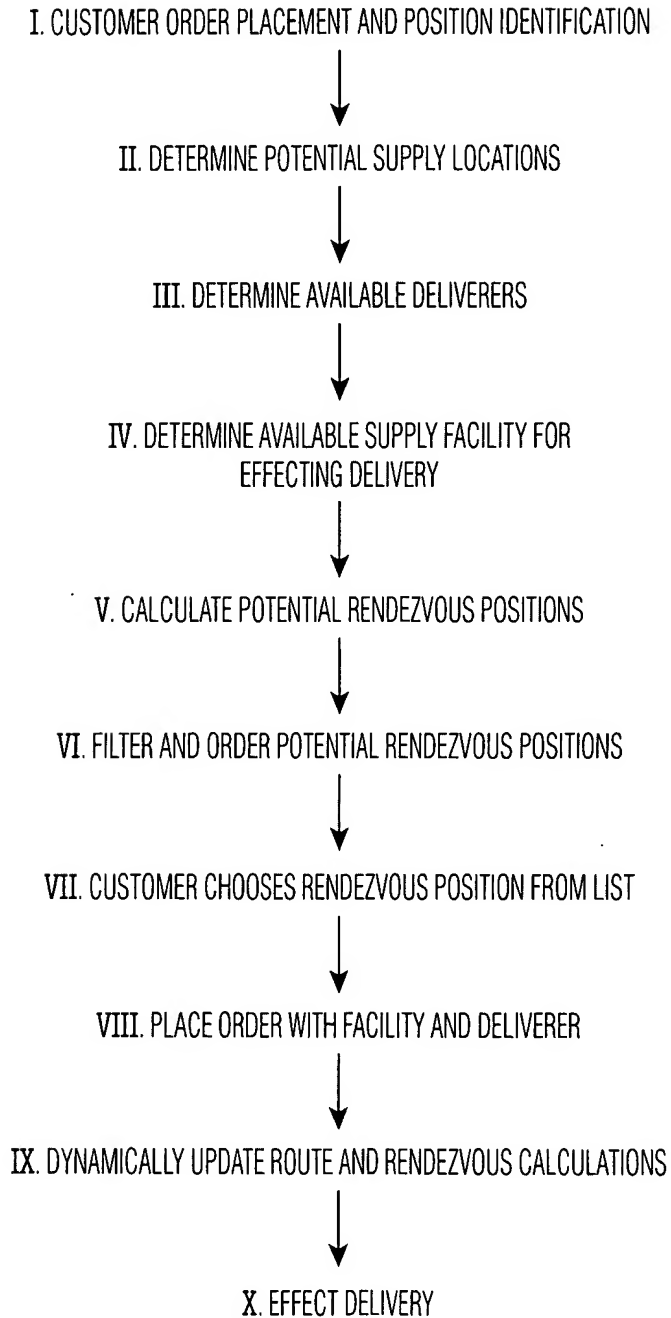 I. CUSTOMER ORDER PLACEMENT AND POSITION IDENTIFICATION
II. DETERMINE POTENTIAL SUPPLY LOCATIONS
III. DETERMINE AVAILABLE DELIVERERS
IV. DETERMINE AVAILABLE SUPPLY FACILITY FOR
EFFECTING DELIVERY
V. CALCULATE POTENTIAL RENDEZVOUS POSITIONS
VI. FILTER AND ORDER POTENTIAL RENDEZVOUS POSITIONS
VII. CUSTOMER CHOOSES RENDEZVOUS POSITION FROM LIST
VIII. PLACE ORDER WITH FACILITY AND DELIVERER
IX. DYNAMICALLY UPDATE ROUTE AND RENDEZVOUS CALCULATIONS
X. EFFECT DELIVERY